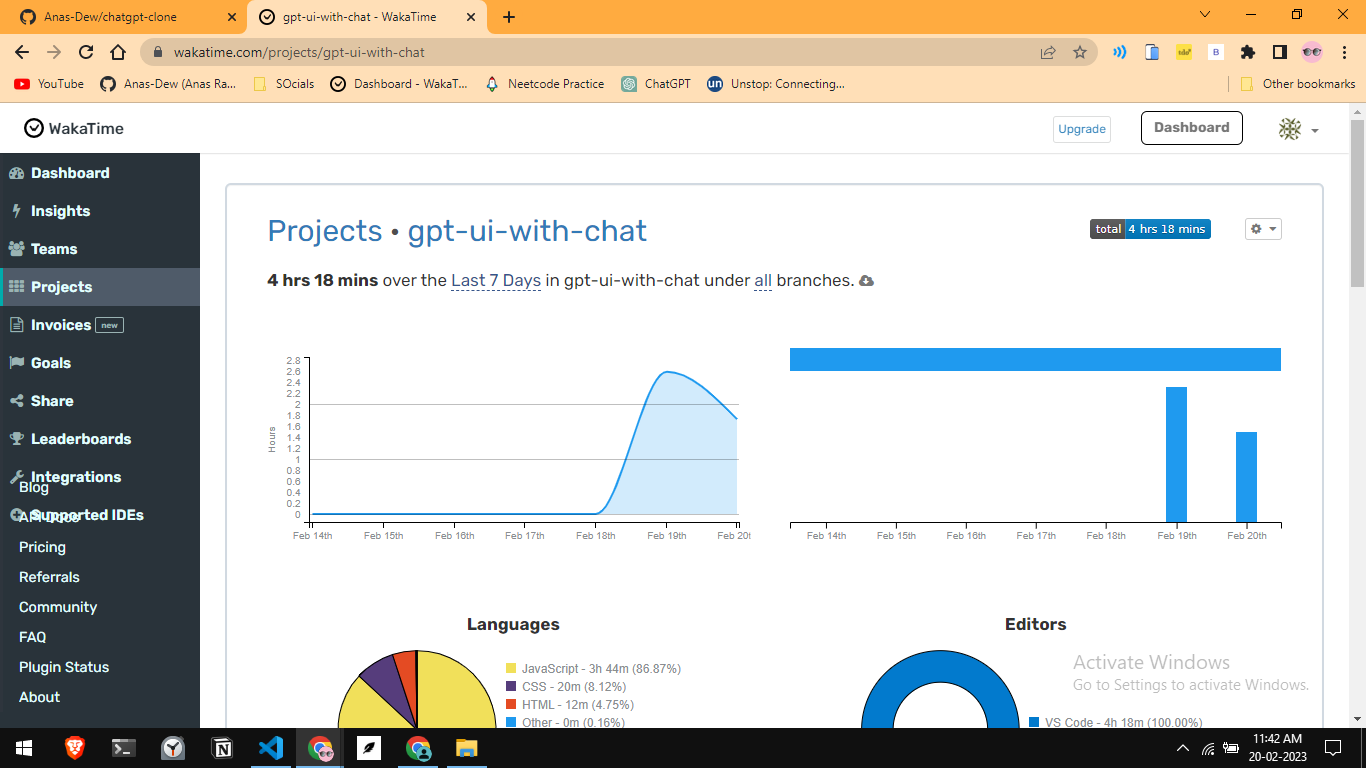 Anas-Dew/chatgpt-clone
gpt-ui-with-chat - WakaTime
wakatime.com/projects/gpt-ui-with-chat
YouTube
Anas-Dew (Anas Ra...
SOcials
Dashboard - WakaT...
Neetcode Practice
ChatGPT
un
Unstop: Connecting...
Other bookmarks
WakaTime
Upgrade
Dashboard
Dashboard
Insights
Teams
Projects
Invoices new
Goals
Share
Leaderboards
Integrations
Blog
Supported IDEs
Pricing
Referrals
Community
FAQ
Plugin Status
About
Projects • gpt-ui-with-chat
total 4 hrs 18 mins
4 hrs 18 mins over the Last 7 Days in gpt-ui-with-chat under all branches.
Hours
2.8
2.6
2.4
2.2
2
1.8
1.6
1.4
1.2
1
0.8
0.6
0.4
0.2
0
Feb 14th Feb 15th Feb 16th Feb 17th Feb 18th Feb 19th Feb 20t
Feb 14th Feb 15th Feb 16th Feb 17th Feb 18th Feb 19th Feb 20th
Languages
JavaScript - 3h 44m (86.87%)
CSS - 20m (8.12%)
HTML - 12m (4.75%)
Other - 0m (0.16%)
Editors
VS Code - 4h 18m (100.00%)
Activate Windows
Go to Settings to activate Windows.
11:42 AM
20-02-2023